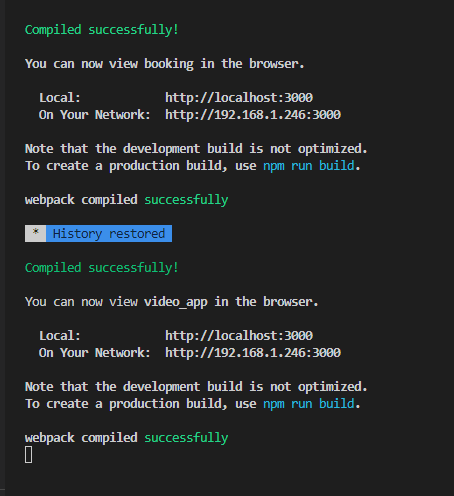 Compiled successfully!
You can now view booking in the browser.
Local: http://localhost:3000
On Your Network: http://192.168.1.246:3000
Note that the development build is not optimized.
To create a production build, use npm run build.
webpack compiled successfully
* History restored
Compiled successfully!
You can now view video_app in the browser.
Local: http://localhost:3000
On Your Network: http://192.168.1.246:3000
Note that the development build is not optimized.
To create a production build, use npm run build.
webpack compiled successfully